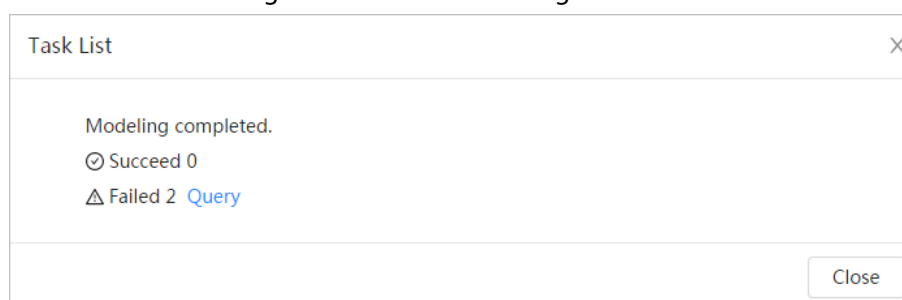 Task List
Modeling completed.
Succeed 0
Failed 2 Query
Close